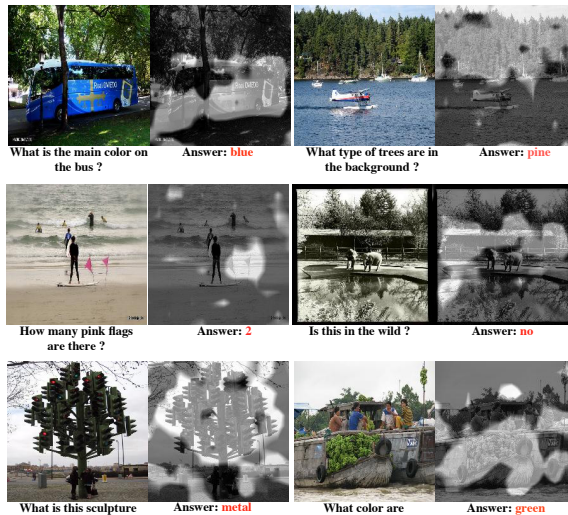 What is the main color on
the bus ?
Answer: blue
What type of trees are in
the background ?
Answer: pine
How many pink flags
are there ?
Answer: 2
Is this in the wild ?
Answer: no
What is this sculpture
Answer: metal
What color are
Answer: green